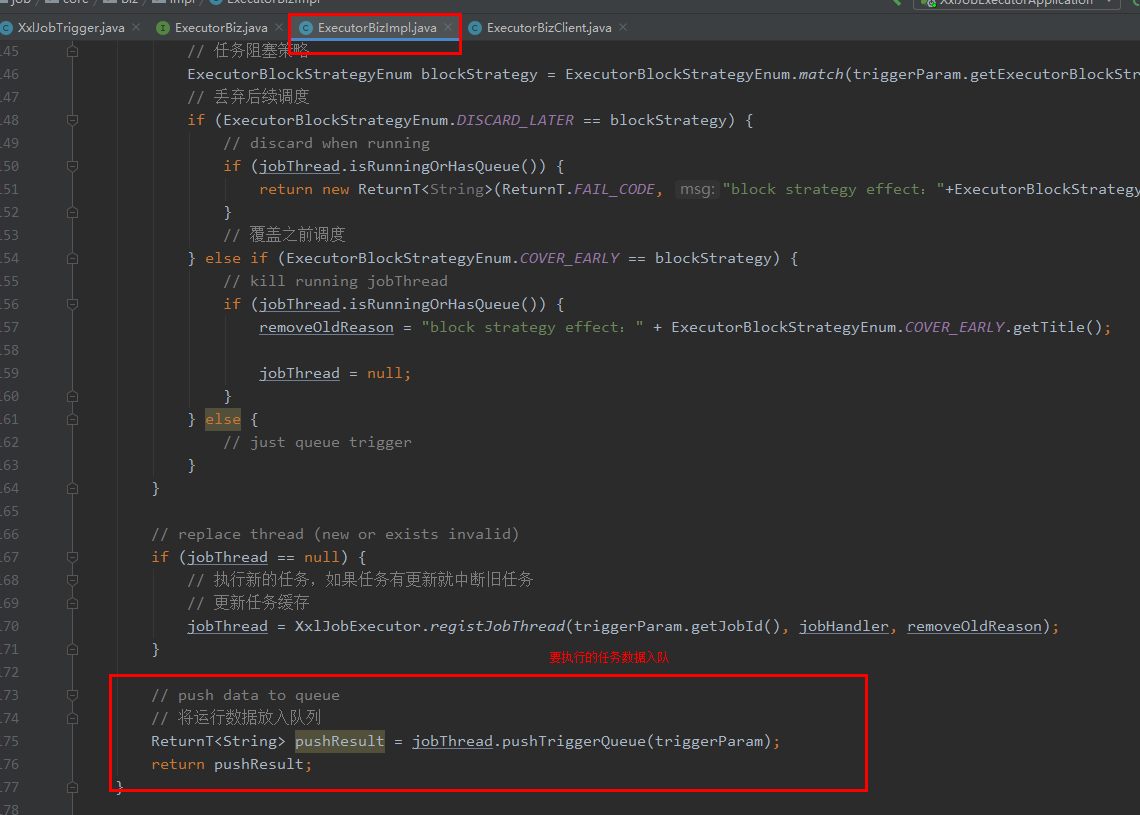 job core biz impl ExecutorBizImpl XxlJobExecutorApplication
XxlJobTrigger.java ExecutorBiz.java ExecutorBizImpl.java ExecutorBizClient.java
145 // 任务阻塞策略
146 ExecutorBlockStrategyEnum blockStrategy = ExecutorBlockStrategyEnum.match(triggerParam.getExecutorBlockStr
147 // 丢弃后续调度
148 if (ExecutorBlockStrategyEnum.DISCARD_LATER == blockStrategy) {
149 // discard when running
150 if (jobThread.isRunningOrHasQueue()) {
151 return new ReturnT<String>(ReturnT.FAIL_CODE, msg: "block strategy effect："+ExecutorBlockStrategy
152 }
153 // 覆盖之前调度
154 } else if (ExecutorBlockStrategyEnum.COVER_EARLY == blockStrategy) {
155 // kill running jobThread
156 if (jobThread.isRunningOrHasQueue()) {
157 removeOldReason = "block strategy effect：" + ExecutorBlockStrategyEnum.COVER_EARLY.getTitle();
158
159 jobThread = null;
160 }
161 } else {
162 // just queue trigger
163 }
164 }
165
166 // replace thread (new or exists invalid)
167 if (jobThread == null) {
168 // 执行新的任务，如果任务有更新就中断旧任务
169 // 更新任务缓存
170 jobThread = XxlJobExecutor.registJobThread(triggerParam.getJobId(), jobHandler, removeOldReason);
171 }
要执行的任务数据入队
172
173 // push data to queue
174 // 将运行数据放入队列
175 ReturnT<String> pushResult = jobThread.pushTriggerQueue(triggerParam);
176 return pushResult;
177 }
178